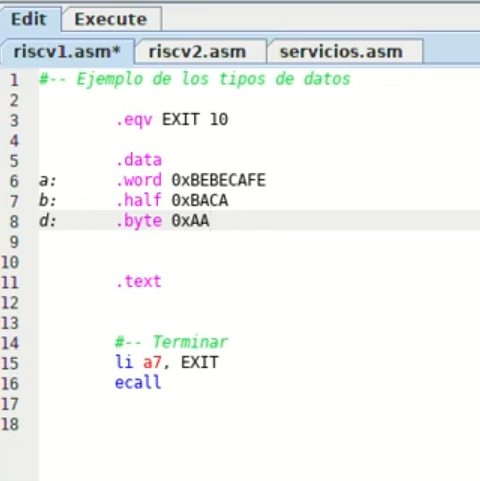 Edit Execute
riscv1.asm* riscv2.asm servicios.asm
1 #-- Ejemplo de los tipos de datos
2
3 .eqv EXIT 10
4
5 .data
6 a: .word 0xBEBECAFE
7 b: .half 0xBACA
8 d: .byte 0xAA
9
10
11 .text
12
13
14 #-- Terminar
15 li a7, EXIT
16 ecall
17
18